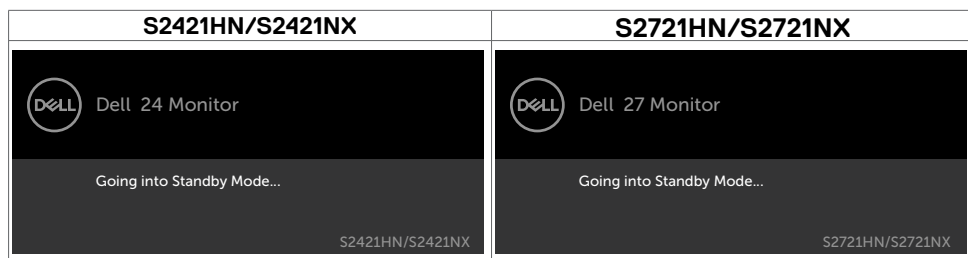 S2421HN/S2421NX
S2721HN/S2721NX
DELL Dell 24 Monitor
Going into Standby Mode...
S2421HN/S2421NX
DELL Dell 27 Monitor
Going into Standby Mode...
S2721HN/S2721NX